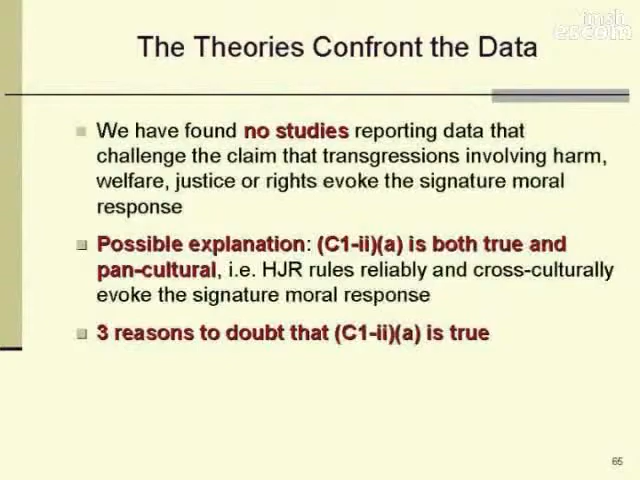 msh
escom
The Theories Confront the Data
We have found no studies reporting data that
challenge the claim that transgressions involving harm,
welfare, justice or rights evoke the signature moral
response
Possible explanation: (C1-ii)(a) is both true and
pan-cultural, i.e. HJR rules reliably and cross-culturally
evoke the signature moral response
3 reasons to doubt that (C1-ii)(a) is true
65